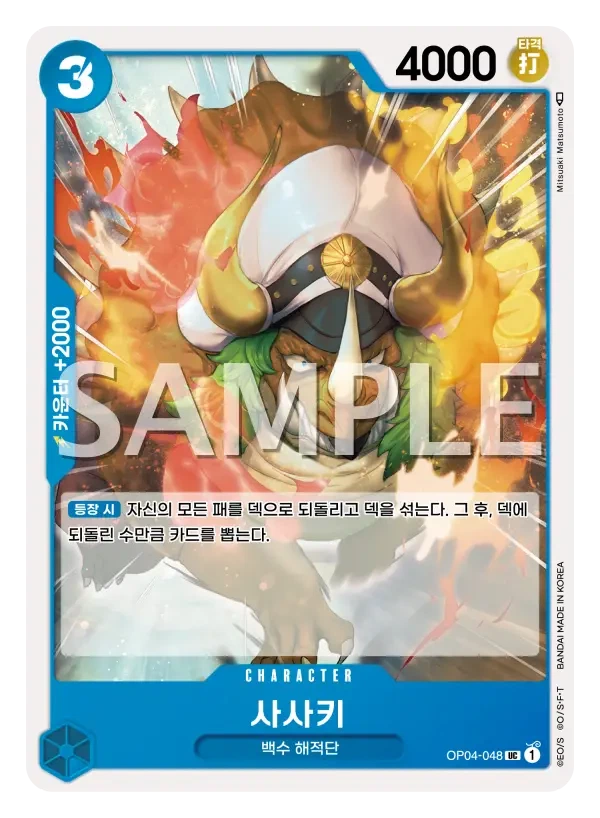 3
4000
타격
打
Mitsuaki Matsumoto
카운터 +2000
SAMPLE
등장 시 자신의 모든 패를 덱으로 되돌리고 덱을 섞는다. 그 후, 덱에
되돌린 수만큼 카드를 뽑는다.
CHARACTER
사사키
백수 해적단
OP04-048 UC 1
©EO/S ©O/S·F·T BANDAI MADE IN KOREA